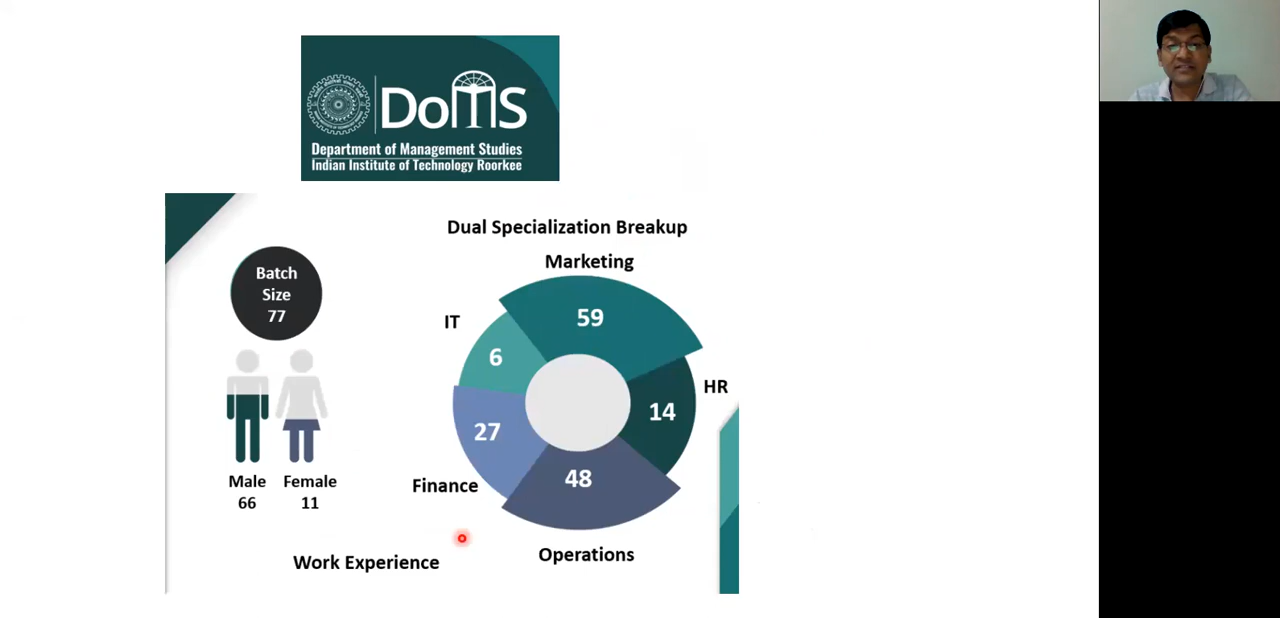 DoMS
Department of Management Studies
Indian Institute of Technology Roorkee
Dual Specialization Breakup
Batch
Size
77
Male
66
Female
11
Marketing
59
IT
6
HR
14
27
Finance
48
Operations
Work Experience